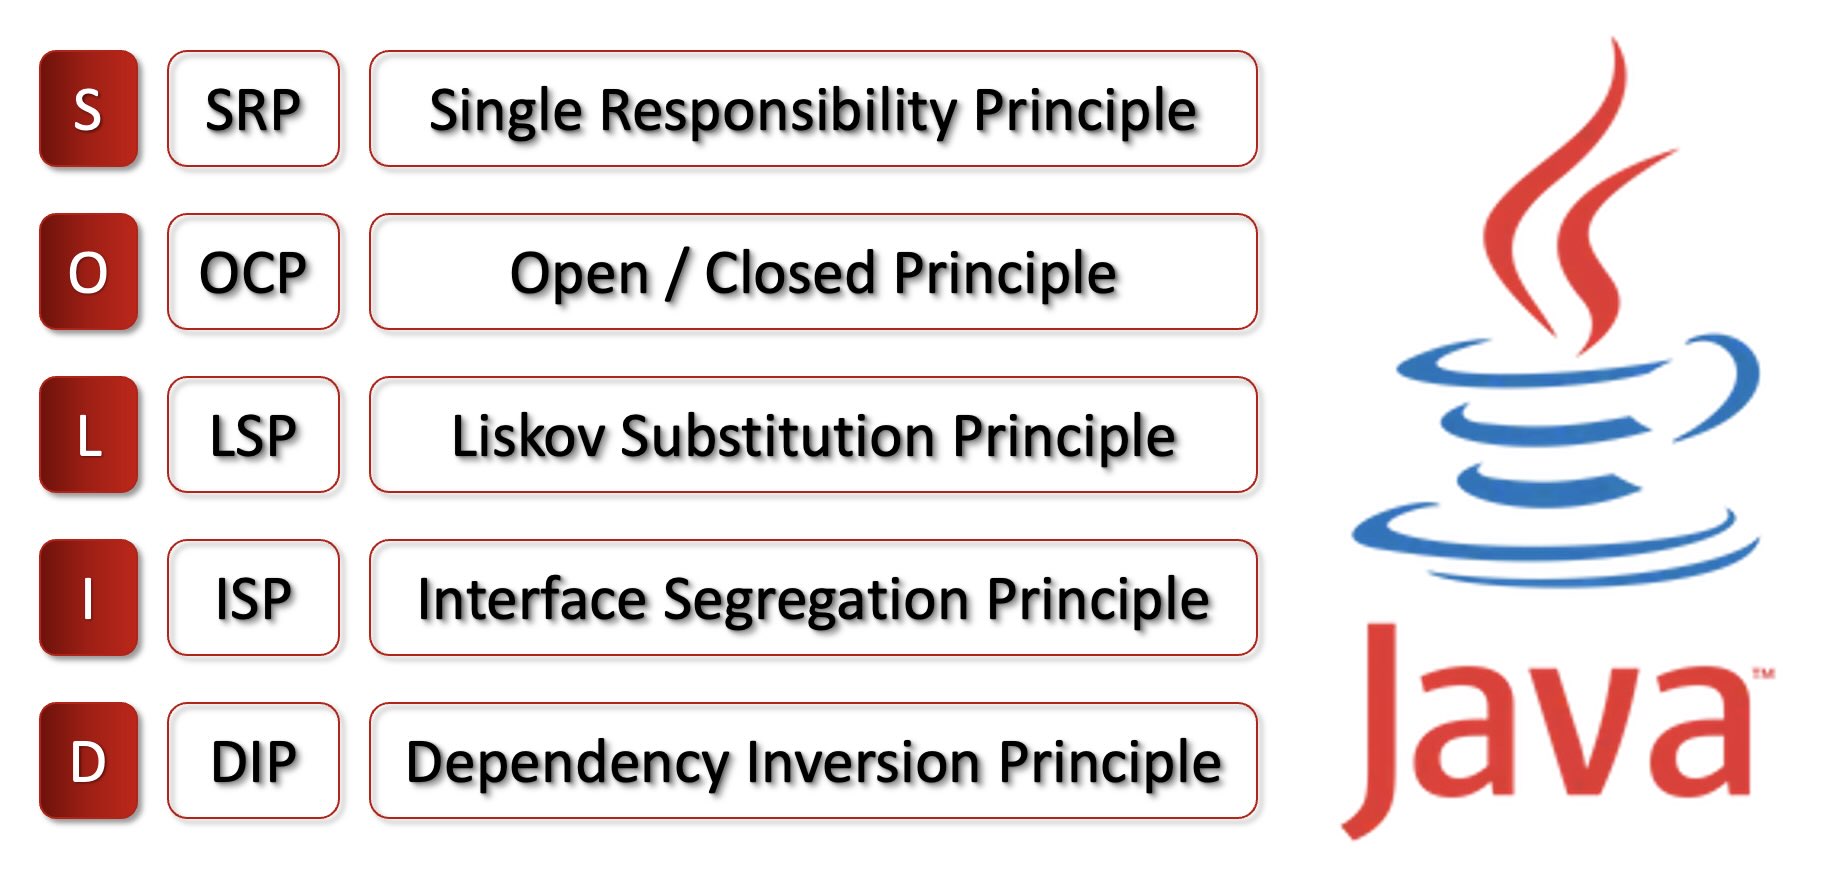 S SRP Single Responsibility Principle
O OCP Open / Closed Principle
L LSP Liskov Substitution Principle
I ISP Interface Segregation Principle
D DIP Dependency Inversion Principle
Java™